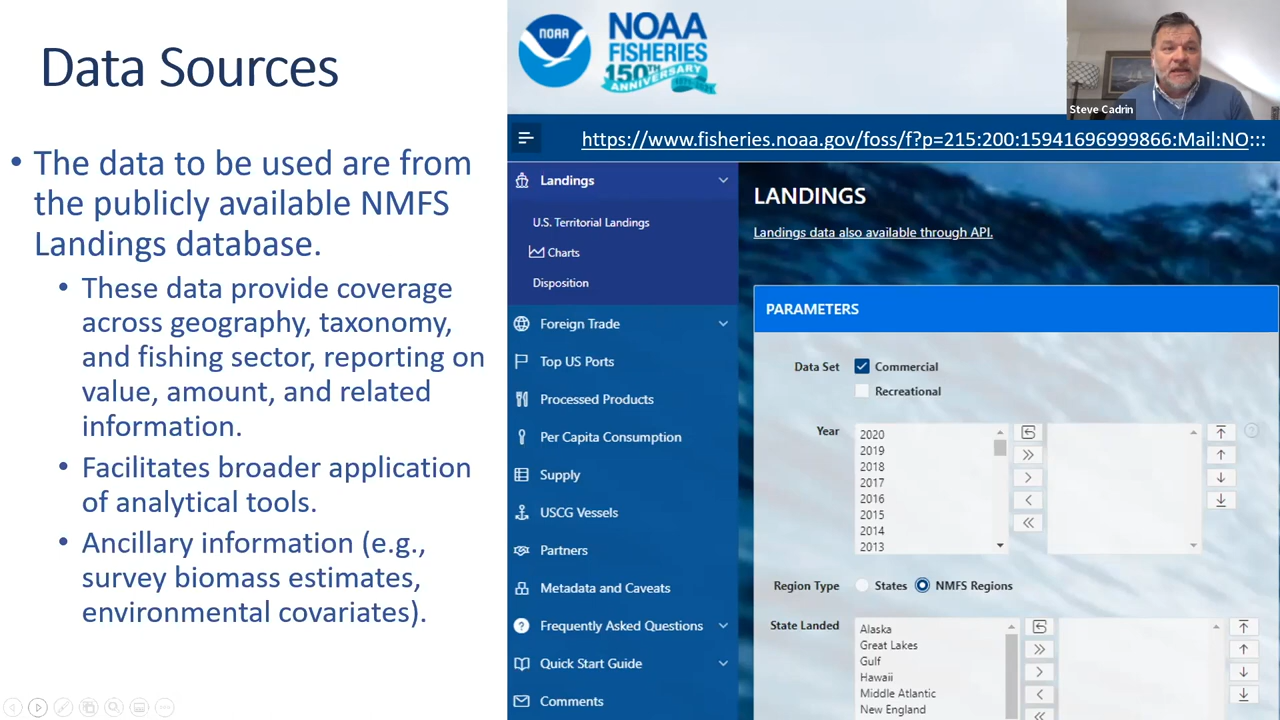 Data Sources
• The data to be used are from
the publicly available NMFS
Landings database.
• These data provide coverage
across geography, taxonomy,
and fishing sector, reporting on
value, amount, and related
information.
• Facilitates broader application
of analytical tools.
• Ancillary information (e.g.,
survey biomass estimates,
environmental covariates).
NOAA
NOAA
FISHERIES
150TH
ANNIVERSARY
Steve Cadrin
https://www.fisheries.noaa.gov/foss/f?p=215:200:15941696999866:Mail:NO:::
Landings
U.S. Territorial Landings
Charts
Disposition
Foreign Trade
Top US Ports
Processed Products
Per Capita Consumption
Supply
USCG Vessels
Partners
Metadata and Caveats
Frequently Asked Questions
Quick Start Guide
Comments
LANDINGS
Landings data also available through API.
PARAMETERS
Data Set
Commercial
Recreational
Year
2020
2019
2018
2017
2016
2015
2014
2013
Region Type
States
NMFS Regions
State Landed
Alaska
Great Lakes
Gulf
Hawaii
Middle Atlantic
New England